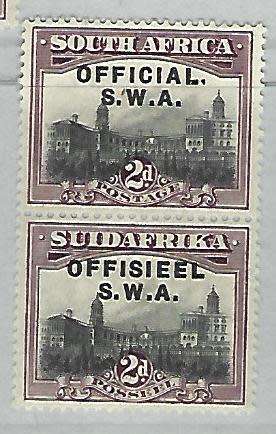 SOUTH AFRICA
OFFICIAL.
S.W.A.
2d
POSTAGE
SUIDAFRIKA
OFFISIEEL
S.W.A.
2d
POSSEEL